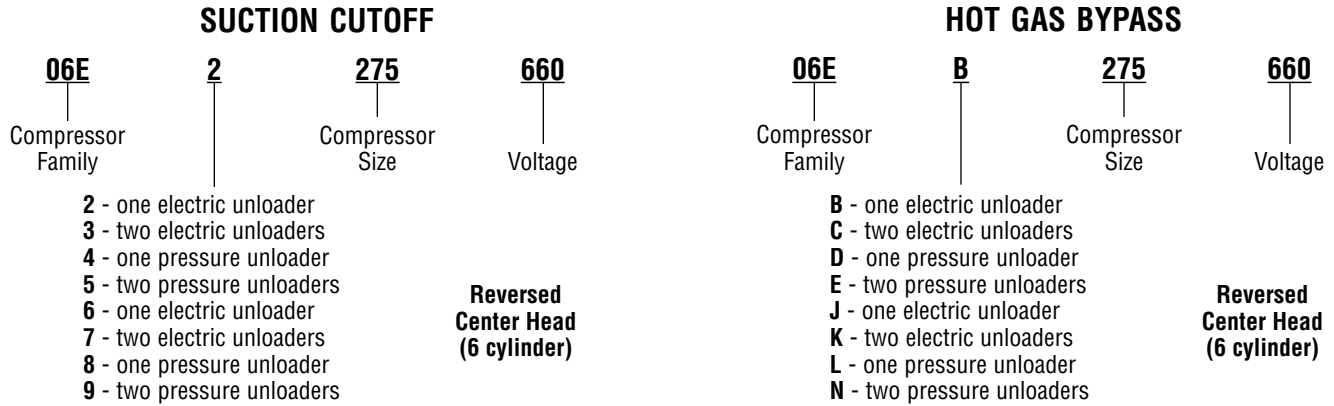 SUCTION CUTOFF
06E 2 275 660
Compressor Family
Compressor Size
Voltage
2 - one electric unloader
3 - two electric unloaders
4 - one pressure unloader
5 - two pressure unloaders
6 - one electric unloader
7 - two electric unloaders
8 - one pressure unloader
9 - two pressure unloaders
Reversed
Center Head
(6 cylinder)
HOT GAS BYPASS
06E B 275 660
Compressor Family
Compressor Size
Voltage
B - one electric unloader
C - two electric unloaders
D - one pressure unloader
E - two pressure unloaders
J - one electric unloader
K - two electric unloaders
L - one pressure unloader
N - two pressure unloaders
Reversed
Center Head
(6 cylinder)